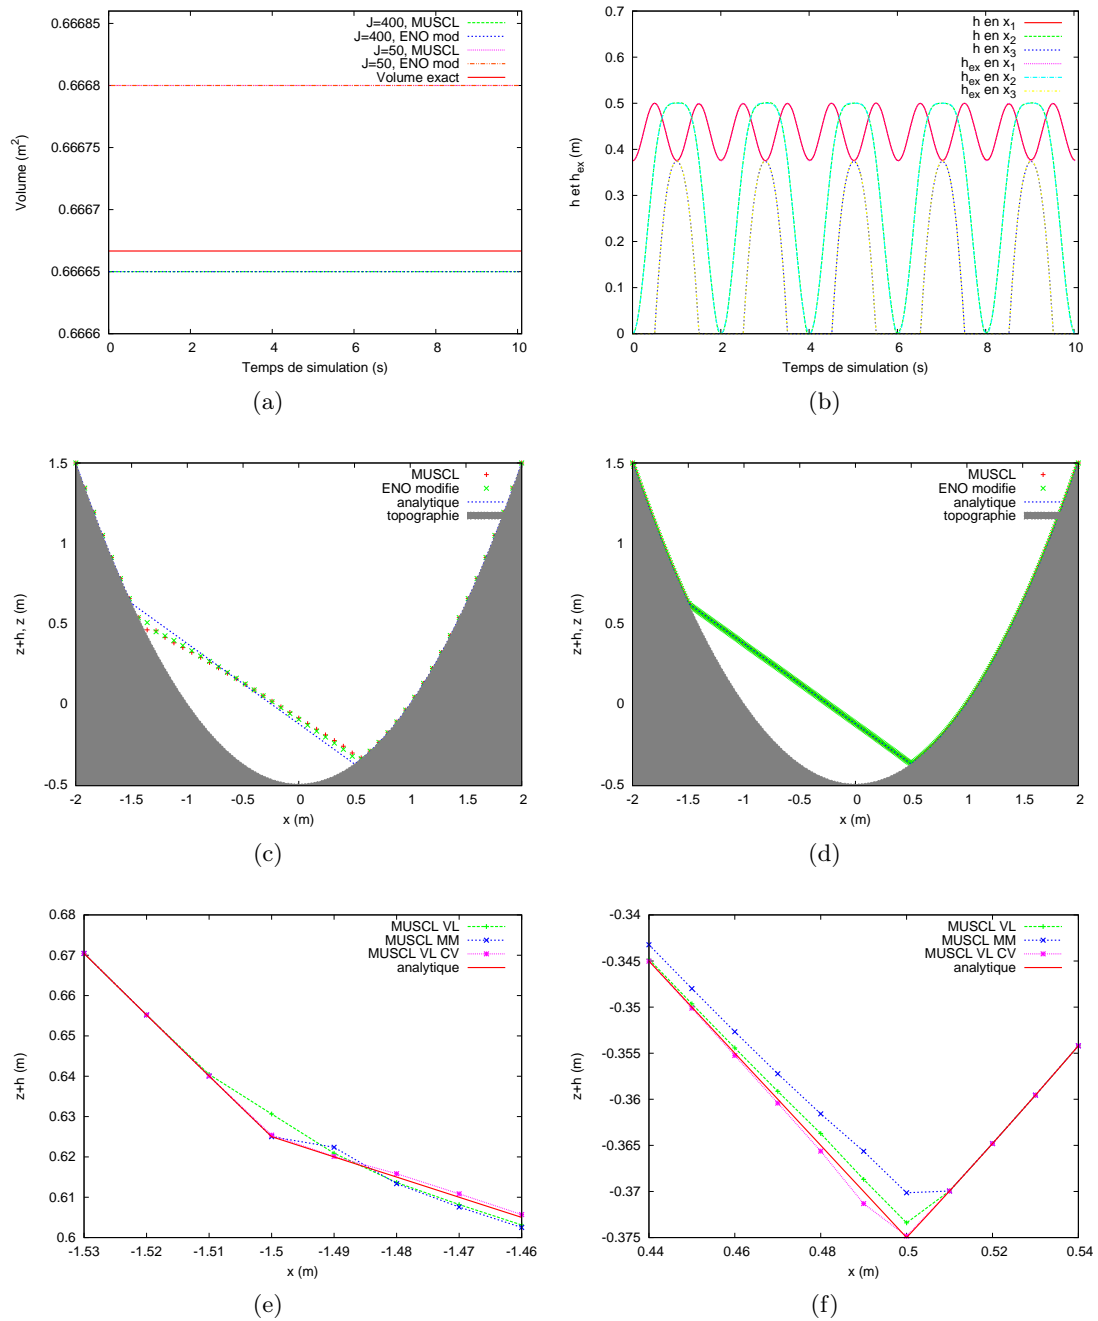 0.66685
0.6668
0.66675
0.6667
0.66665
0.6666
Volume (m²)
0 2 4 6 8 10
Temps de simulation (s)
J=400, MUSCL
J=400, ENO mod
J=50, MUSCL
J=50, ENO mod
Volume exact
(a)
0.7
0.6
0.5
0.4
0.3
0.2
0.1
0
h et h_ex (m)
0 2 4 6 8 10
Temps de simulation (s)
h en x₁
h en x₂
h en x₃
h_ex en x₁
h_ex en x₂
h_ex en x₃
(b)
1.5
1
0.5
0
-0.5
z+h, z (m)
-2 -1.5 -1 -0.5 0 0.5 1 1.5 2
x (m)
MUSCL
ENO modifie
analytique
topographie
(c)
1.5
1
0.5
0
-0.5
z+h, z (m)
-2 -1.5 -1 -0.5 0 0.5 1 1.5 2
x (m)
MUSCL
ENO modifie
analytique
topographie
(d)
0.68
0.67
0.66
0.65
0.64
0.63
0.62
0.61
0.6
z+h (m)
-1.53 -1.52 -1.51 -1.5 -1.49 -1.48 -1.47 -1.46
x (m)
MUSCL VL
MUSCL MM
MUSCL VL CV
analytique
(e)
-0.34
-0.345
-0.35
-0.355
-0.36
-0.365
-0.37
-0.375
z+h (m)
0.44 0.46 0.48 0.5 0.52 0.54
x (m)
MUSCL VL
MUSCL MM
MUSCL VL CV
analytique
(f)